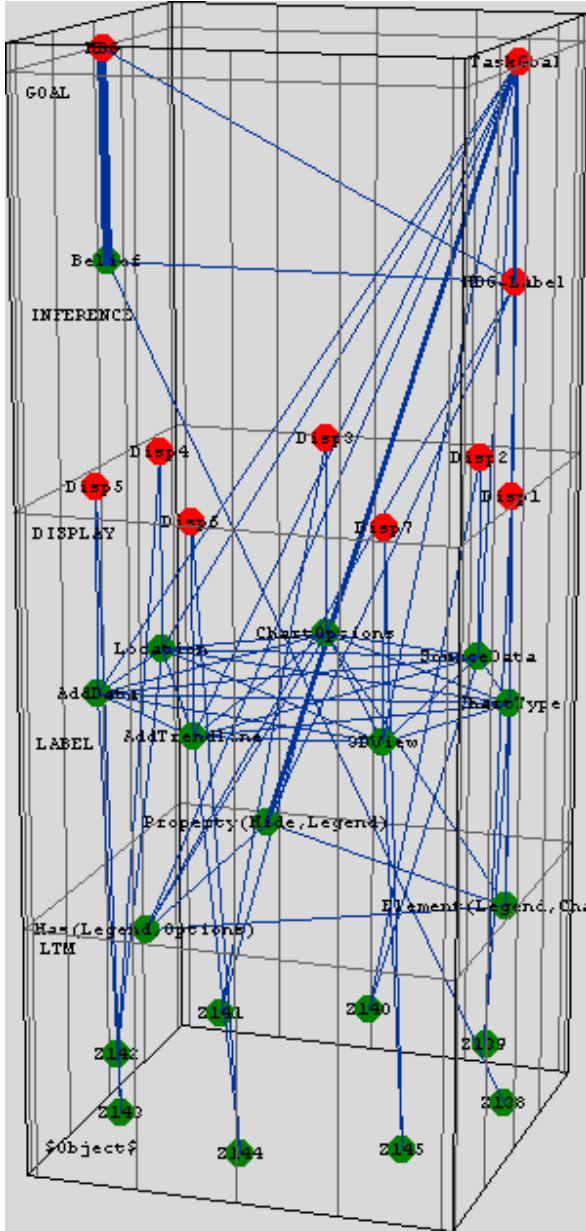 MDG
TaskGoal
GOAL
Belief
MDG-Label
INFERENCE
Disp3
Disp4
Disp2
Disp5
Disp1
Disp6
Disp7
DISPLAY
ChartOptions
Location
SourceData
AddData
ChartType
AddTrendline
3DView
LABEL
Property(Hide,Legend)
Element(Legend,Cha
Has(Legend,Options)
LTM
Z141
Z140
Z139
Z142
Z138
Z143
$Object$
Z144
Z145